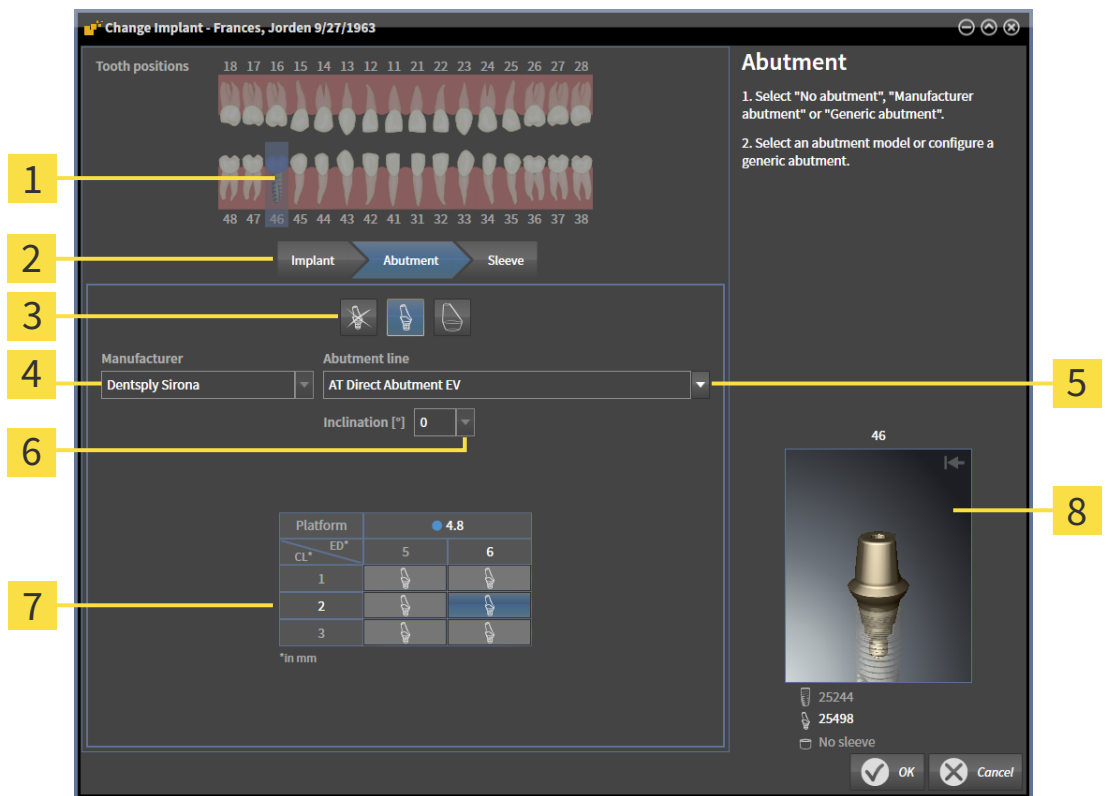 Change Implant - Frances, Jorden 9/27/1963
Tooth positions
18 17 16 15 14 13 12 11 21 22 23 24 25 26 27 28
48 47 46 45 44 43 42 41 31 32 33 34 35 36 37 38
Implant Abutment Sleeve
Manufacturer Abutment line
Dentsply Sirona AT Direct Abutment EV
Inclination [°] 0
Platform 4.8
CL* ED* 5 6
1
2
3
*in mm
Abutment
1. Select "No abutment", "Manufacturer
abutment" or "Generic abutment".
2. Select an abutment model or configure a
generic abutment.
46
25244
25498
No sleeve
OK Cancel
1
2
3
4
5
6
7
8